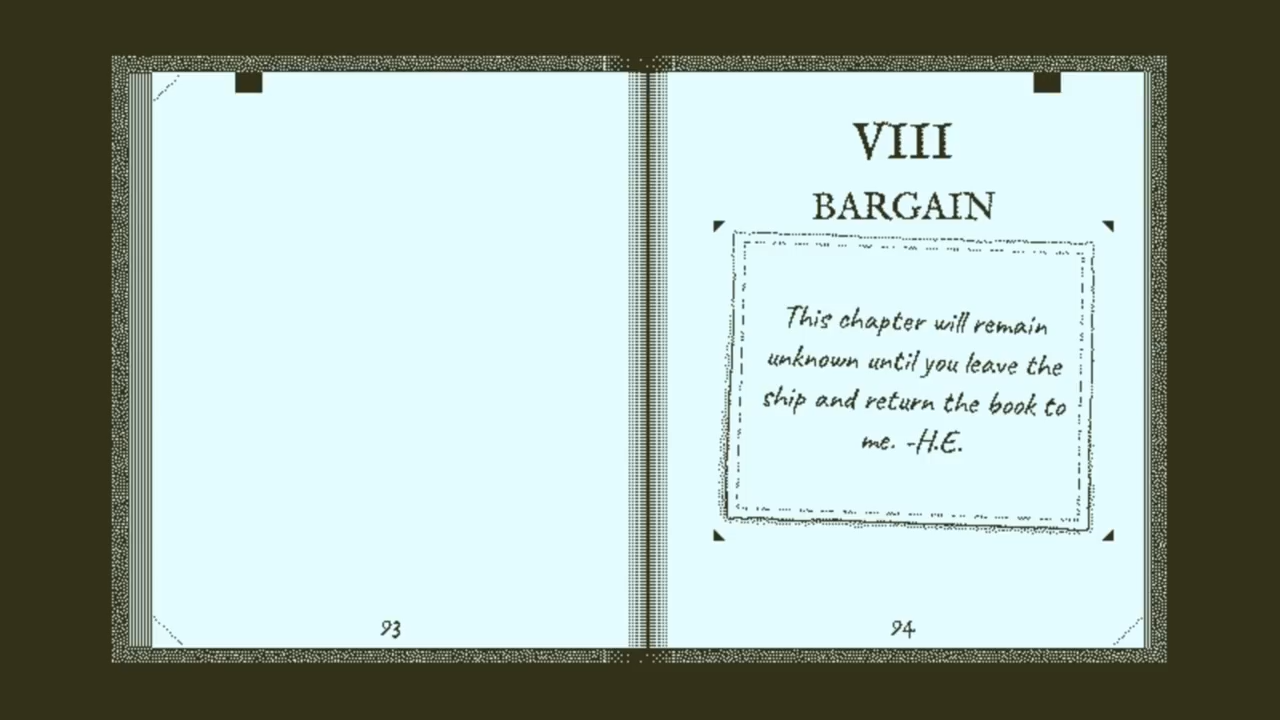 VIII
BARGAIN
This chapter will remain
unknown until you leave the
ship and return the book to
me. -H.E.
93
94